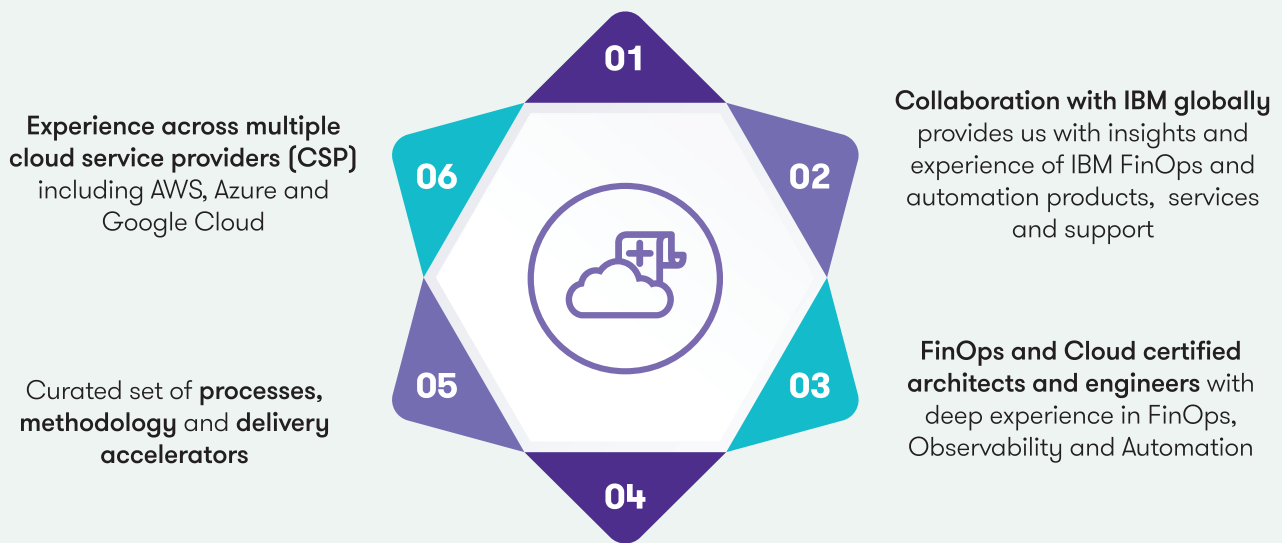 01
Collaboration with IBM globally
provides us with insights and
experience of IBM FinOps and
automation products, services
and support
02
FinOps and Cloud certified
architects and engineers with
deep experience in FinOps,
Observability and Automation
03
04
Curated set of processes,
methodology and delivery
accelerators
05
Experience across multiple
cloud service providers (CSP)
including AWS, Azure and
Google Cloud
06